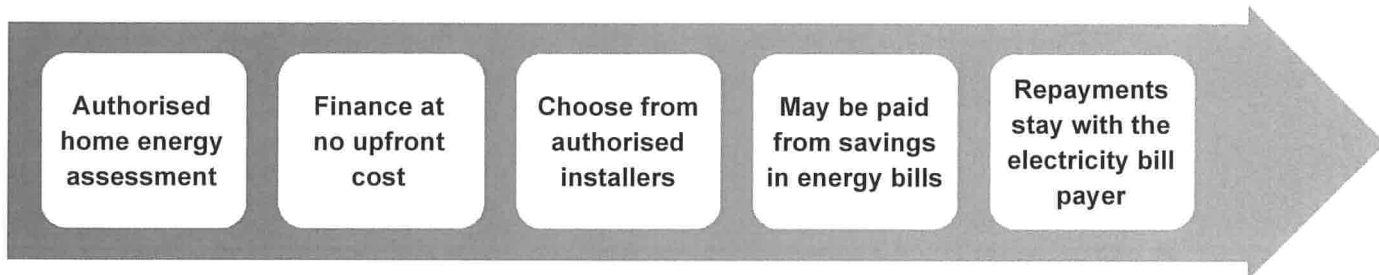 Authorised
home energy
assessment
Finance at
no upfront
cost
Choose from
authorised
installers
May be paid
from savings
in energy bills
Repayments
stay with the
electricity bill
payer